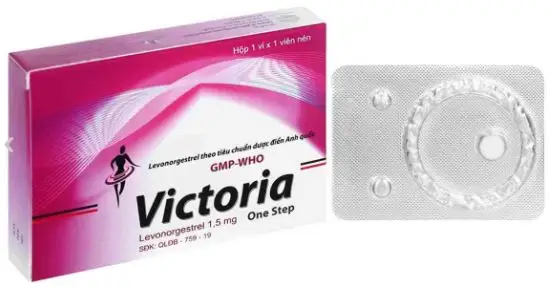 Hộp 1 vỉ x 1 viên nén
Levonorgestrel theo tiêu chuẩn dược điển Anh quốc
GMP-WHO
Victoria
Levonorgestrel 1,5 mg One Step
SĐK: QLĐB - 759 - 19